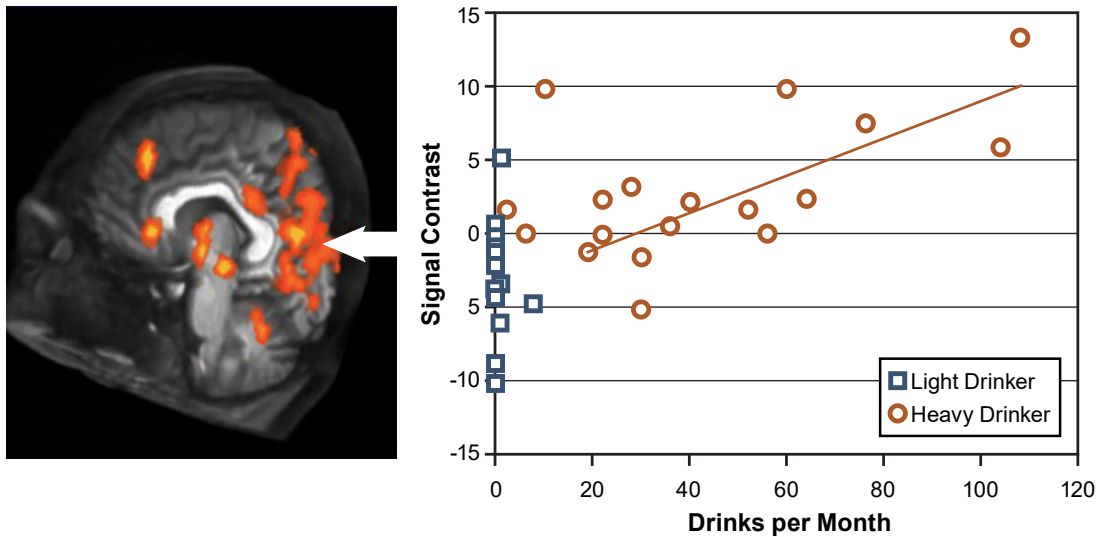 15
10
5
0
5
-10
-15
Signal Contrast
0 20 40 60 80 100 120
Drinks per Month
Light Drinker
Heavy Drinker